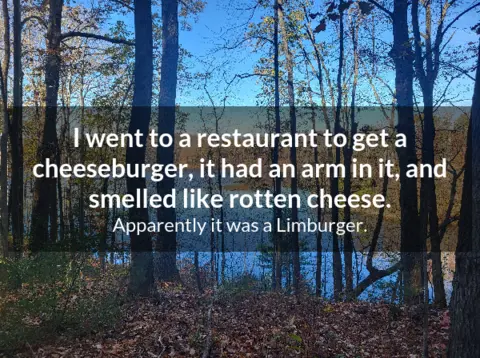 I went to a restaurant to get a
cheeseburger, it had an arm in it, and
smelled like rotten cheese.
Apparently it was a Limburger.